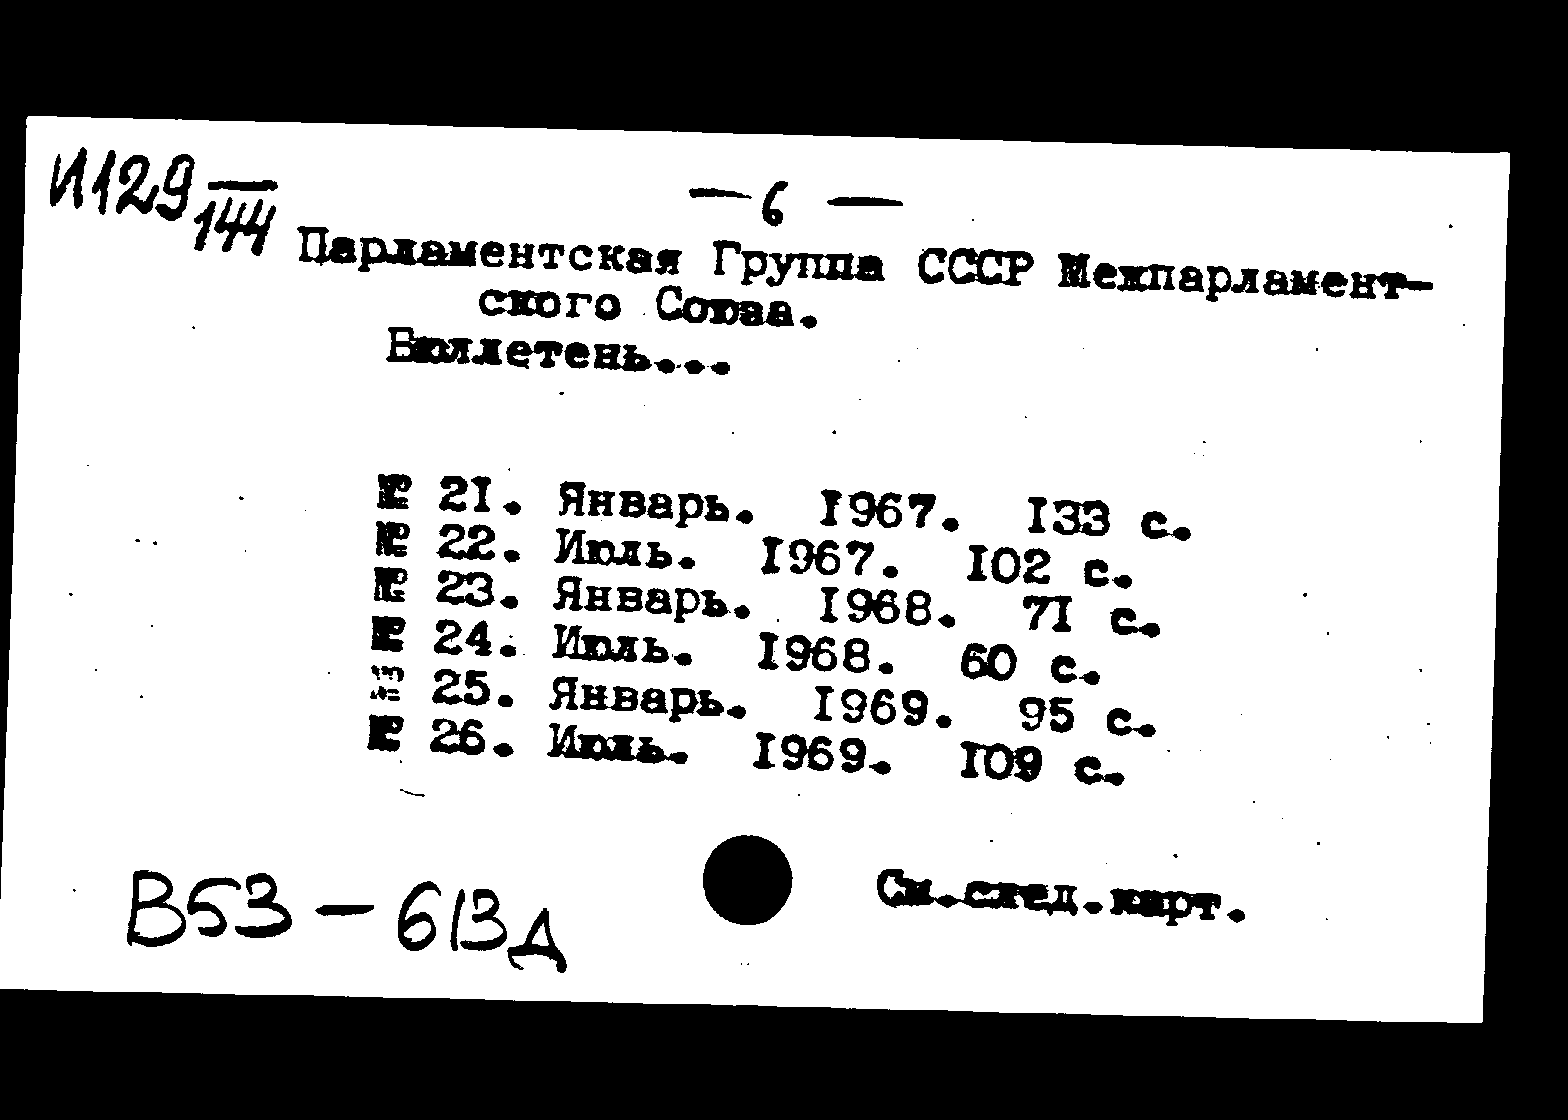 И129
144
— 6 —
Парламентская Группа СССР Межпарламент-
ского Союза.
Бюллетень...
№ 21. Январь. 1967. 133 с.
№ 22. Июль. 1967. 102 с.
№ 23. Январь. 1968. 71 с.
№ 24. Июль. 1968. 60 с.
№ 25. Январь. 1969. 95 с.
№ 26. Июль. 1969. 109 с.
См.след.карт.
В53 — 613д